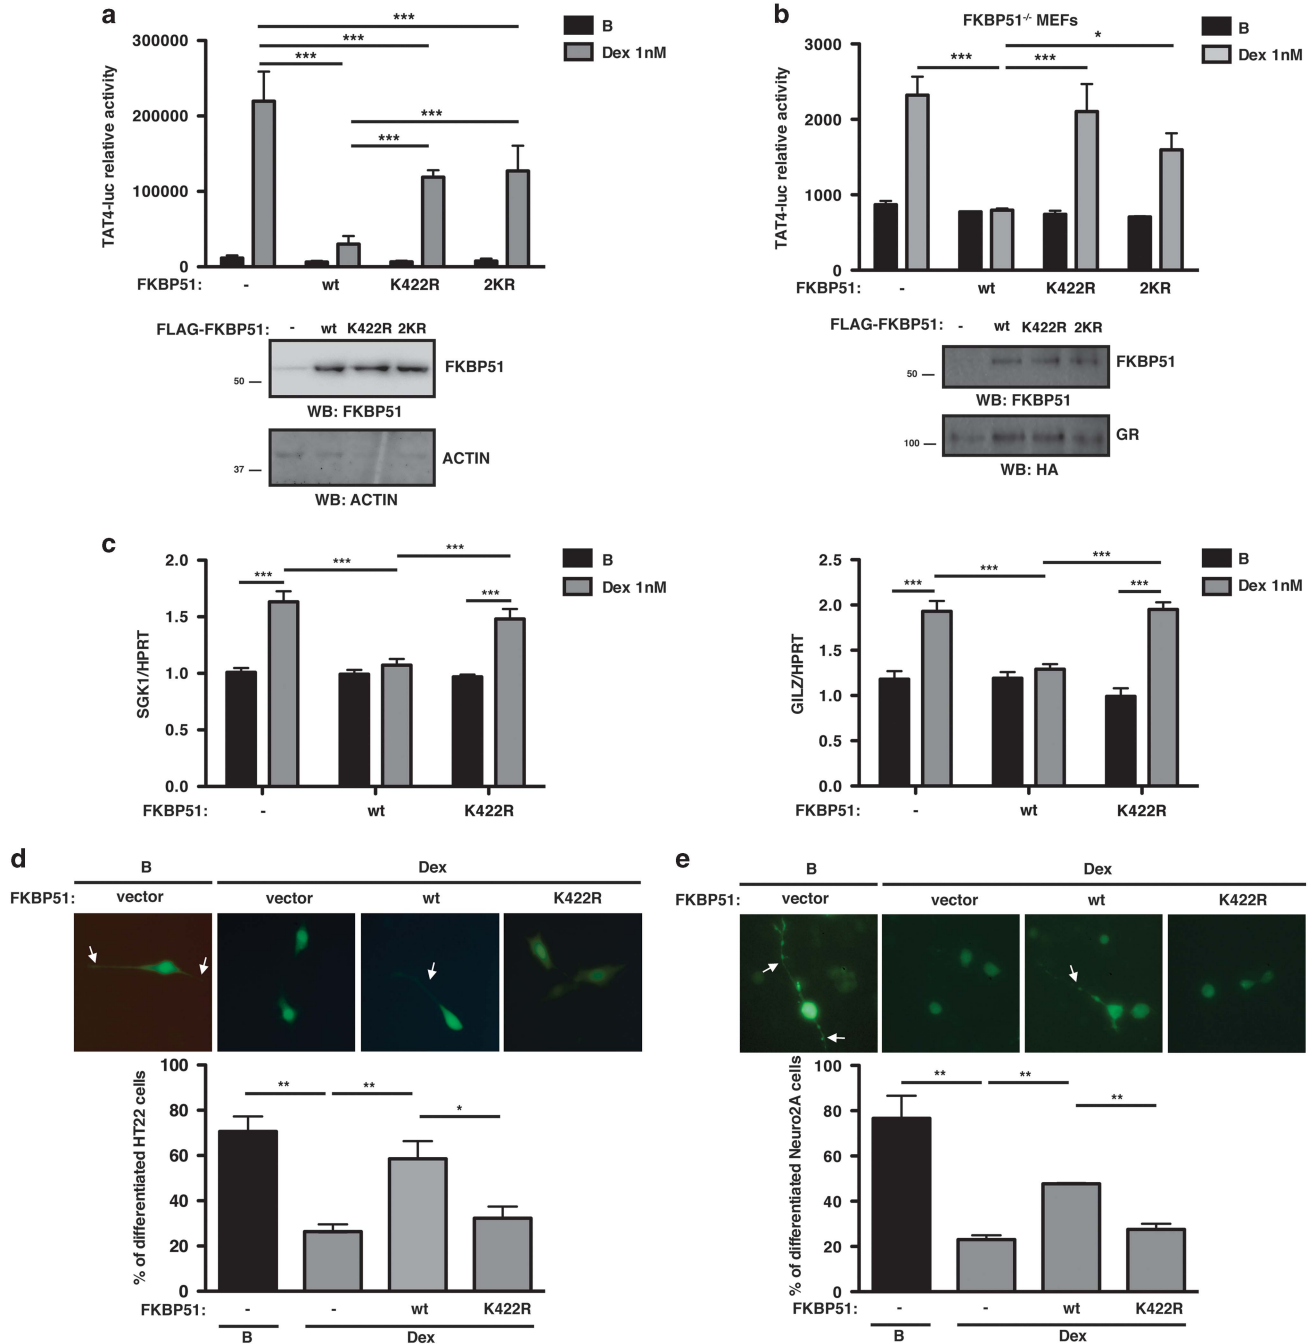 a
B
Dex 1nM
***
***
***
***
***
TAT4-luc relative activity
300000
200000
100000
0
FKBP51: - wt K422R 2KR
FLAG-FKBP51: - wt K422R 2KR
50
FKBP51
WB: FKBP51
37
ACTIN
WB: ACTIN
b
FKBP51-/- MEFs
B
Dex 1nM
*
*** ***
TAT4-luc relative activity
3000
2000
1000
0
FKBP51: - wt K422R 2KR
FLAG-FKBP51: - wt K422R 2KR
50
FKBP51
WB: FKBP51
100
GR
WB: HA
c
B
Dex 1nM
***
***
***
***
SGK1/HPRT
2.0
1.5
1.0
0.5
0.0
FKBP51: - wt K422R
B
Dex 1nM
***
***
***
***
GILZ/HPRT
2.5
2.0
1.5
1.0
0.5
0.0
FKBP51: - wt K422R
d
B Dex
FKBP51: vector vector wt K422R
% of differentiated HT22 cells
100
80
60
40
20
0
** **
*
FKBP51: - - wt K422R
B Dex
e
B Dex
FKBP51: vector vector wt K422R
% of differentiated Neuro2A cells
100
80
60
40
20
0
** **
**
FKBP51: - - wt K422R
B Dex